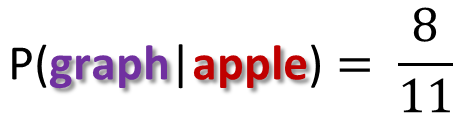 P(graph|apple) = 8/11